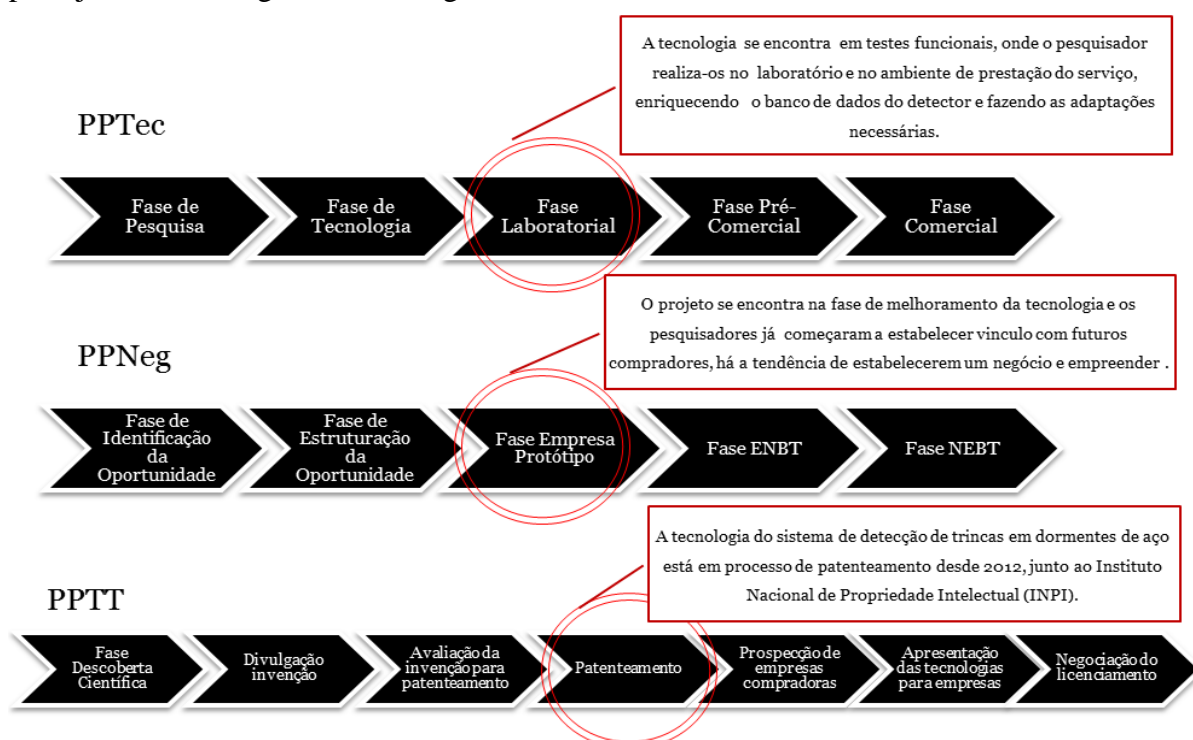 A tecnologia se encontra em testes funcionais, onde o pesquisador
realiza-os no laboratório e no ambiente de prestação do serviço,
enriquecendo o banco de dados do detector e fazendo as adaptações
necessárias.
PPTec
Fase de
Pesquisa
Fase de
Tecnologia
Fase
Laboratorial
Fase Pré-
Comercial
Fase
Comercial
O projeto se encontra na fase de melhoramento da tecnologia e os
pesquisadores já começaram a estabelecer vinculo com futuros
compradores, há a tendência de estabelecerem um negócio e empreender .
PPNeg
Fase de
Identificação
da
Oportunidade
Fase de
Estruturação
da
Oportunidade
Fase Empresa
Protótipo
Fase ENBT
Fase NEBT
A tecnologia do sistema de detecção de trincas em dormentes de aço
está em processo de patenteamento desde 2012, junto ao Instituto
Nacional de Propriedade Intelectual (INPI).
PPTT
Fase
Descoberta
Científica
Divulgação
invenção
Avaliação da
invenção para
patenteamento
Patenteamento
Prospecção de
empresas
compradoras
Apresentação
das tecnologias
para empresas
Negociação do
licenciamento